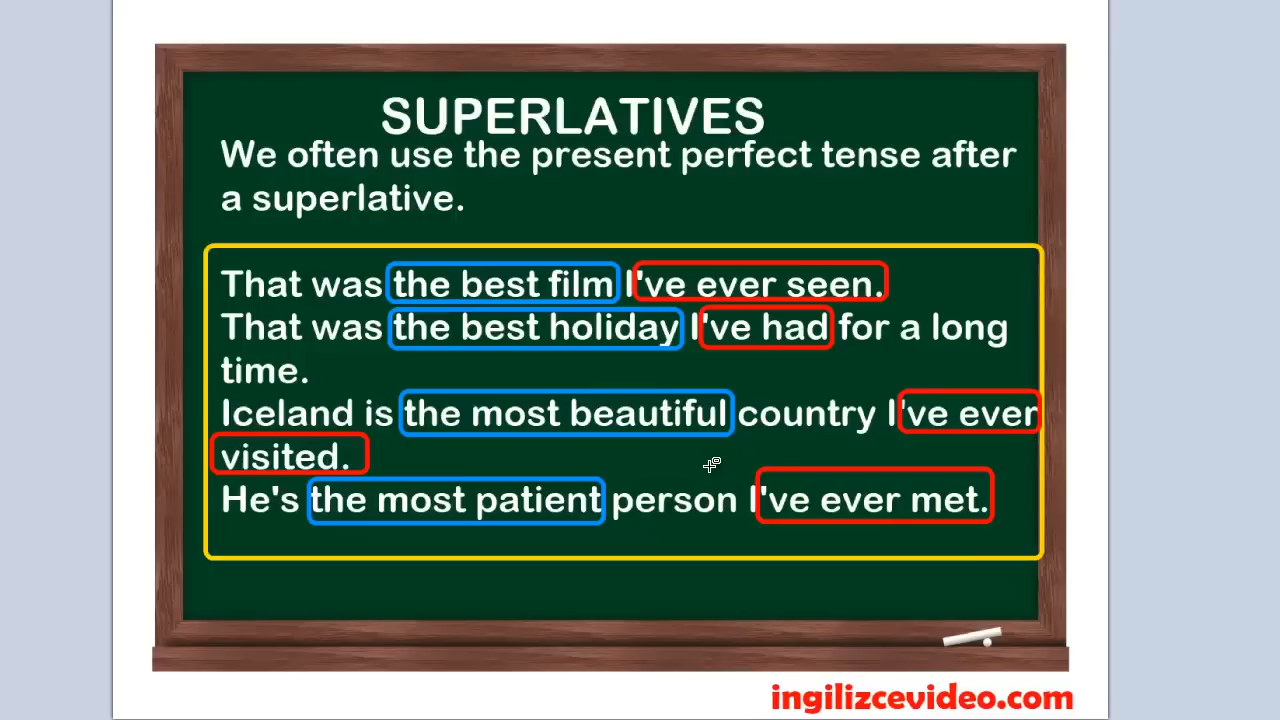 SUPERLATIVES
We often use the present perfect tense after
a superlative.
That was the best film I've ever seen.
That was the best holiday I've had for a long
time.
Iceland is the most beautiful country I've ever
visited.
He's the most patient person I've ever met.
ingilizcevideo.com